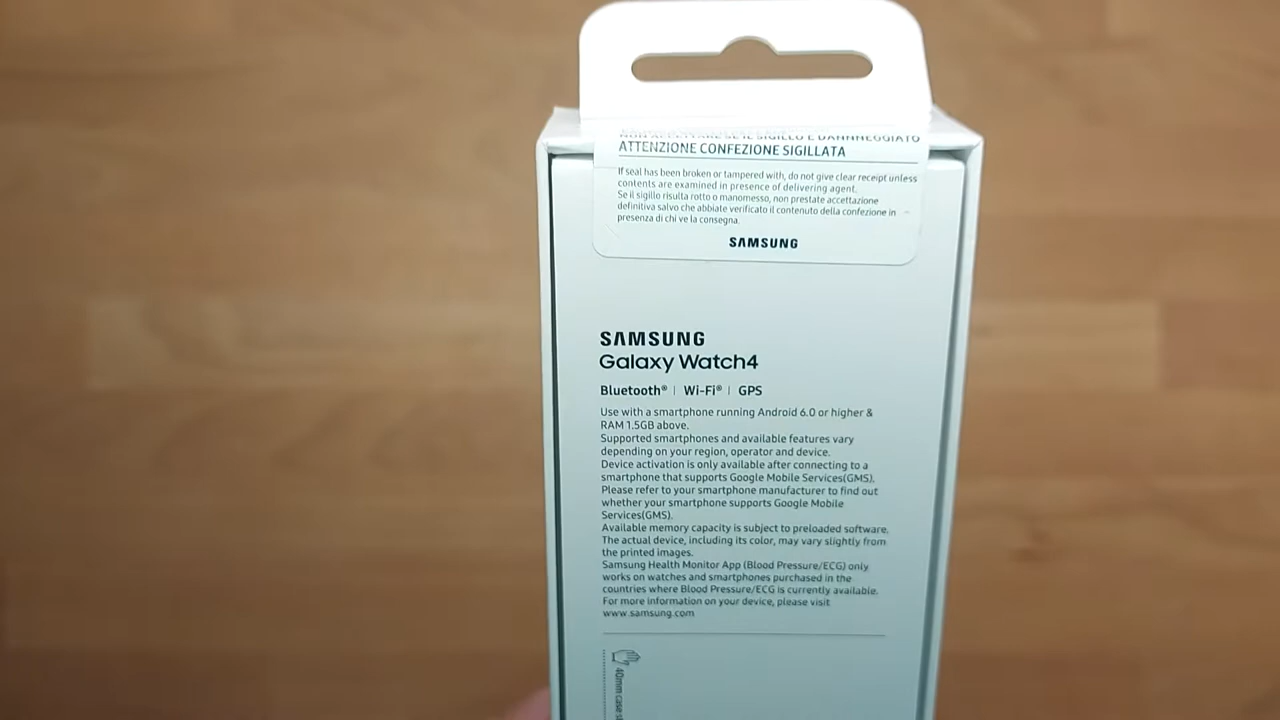 NON ACCETTARE SE IL SIGILLO È DANNNEGGIATO
ATTENZIONE CONFEZIONE SIGILLATA
If seal has been broken or tampered with, do not give clear receipt unless
contents are examined in presence of delivering agent.
Se il sigillo risulta rotto o manomesso, non prestate accettazione
definitiva salvo che abbiate verificato il contenuto della confezione in
presenza di chi ve la consegna.
SAMSUNG
SAMSUNG
Galaxy Watch4
Bluetooth® | Wi-Fi® | GPS
Use with a smartphone running Android 6.0 or higher &
RAM 1.5GB above.
Supported smartphones and available features vary
depending on your region, operator and device.
Device activation is only available after connecting to a
smartphone that supports Google Mobile Services(GMS).
Please refer to your smartphone manufacturer to find out
whether your smartphone supports Google Mobile
Services(GMS).
Available memory capacity is subject to preloaded software.
The actual device, including its color, may vary slightly from
the printed images.
Samsung Health Monitor App (Blood Pressure/ECG) only
works on watches and smartphones purchased in the
countries where Blood Pressure/ECG is currently available.
For more information on your device, please visit
www.samsung.com
40mm case